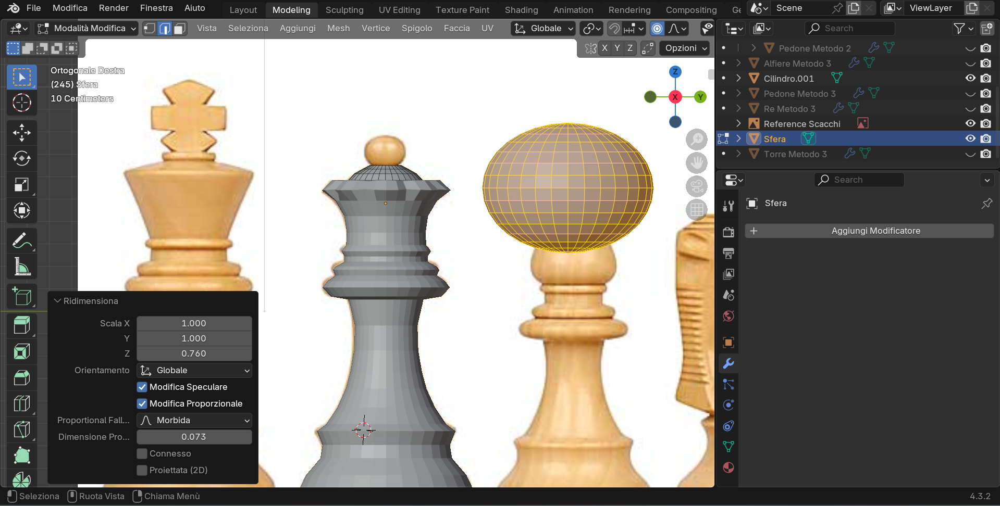 File Modifica Render Finestra Aiuto Layout Modeling Sculpting UV Editing Texture Paint Shading Animation Rendering Compositing Ge Scene ViewLayer
Modalità Modifica Vista Seleziona Aggiungi Mesh Vertice Spigolo Faccia UV Globale Search
X Y Z Opzioni
Pedone Metodo 2
Alfiere Metodo 3
Cilindro.001
Pedone Metodo 3
Re Metodo 3
Reference Scacchi
Sfera
Torre Metodo 3
Ortogonale Destra
(245) Sfera
10 Centimeters
Z
X Y
Search
Sfera
Aggiungi Modificatore
Ridimensiona
Scala X 1.000
Y 1.000
Z 0.760
Orientamento Globale
Modifica Speculare
Modifica Proporzionale
Proportional Fall... Morbida
Dimensione Pro... 0.073
Connesso
Proiettata (2D)
Seleziona Ruota Vista Chiama Menù 4.3.2